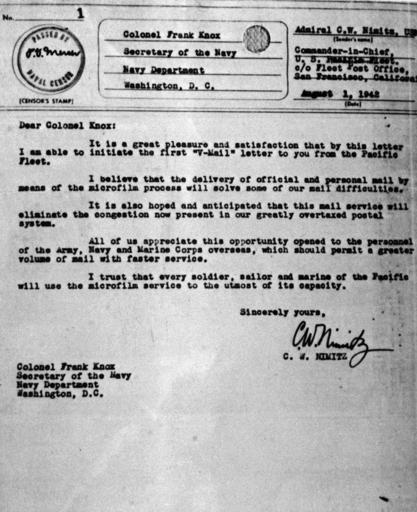 No. 1
PASSED BY
NAVAL CENSOR
(CENSOR'S STAMP)
Colonel Frank Knox
Secretary of the Navy
Navy Department
Washington, D. C.
Admiral C.W. Nimitz, US
(Sender's name)
Commander-in-Chief,
U. S. Pacific Fleet.
c/o Fleet Post Office,
San Francisco, Californ
August 1, 1942
(Date)
Dear Colonel Knox:
It is a great pleasure and satisfaction that by this letter
I am able to initiate the first "V-Mail" letter to you from the Pacific
Fleet.
I believe that the delivery of official and personal mail by
means of the microfilm process will solve some of our mail difficulties.
It is also hoped and anticipated that this mail service will
eliminate the congestion now present in our greatly overtaxed postal
system.
All of us appreciate this opportunity opened to the personnel
of the Army, Navy and Marine Corps overseas, which should permit a greater
volume of mail with faster service.
I trust that every soldier, sailor and marine of the Pacific
will use the microfilm service to the utmost of its capacity.
Sincerely yours,
CW Nimitz
C. W. NIMITZ
Colonel Frank Knox
Secretary of the Navy
Navy Department
Washington, D.C.